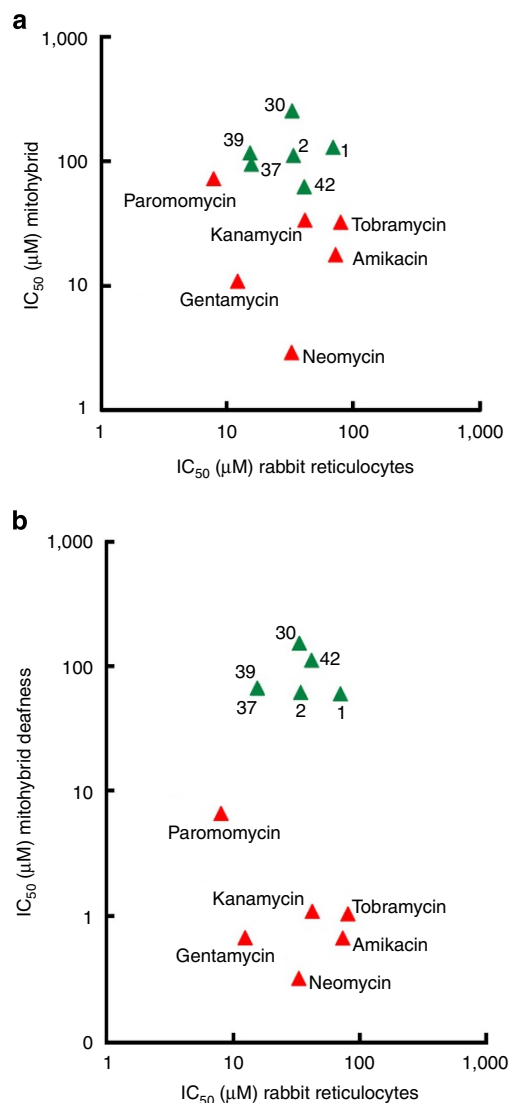 a
1,000
100
10
1
IC50 (μM) mitohybrid
30
39
37
2
1
42
Paromomycin
Kanamycin
Tobramycin
Amikacin
Gentamycin
Neomycin
1
10
100
1,000
IC50 (μM) rabbit reticulocytes
b
1,000
100
10
1
0
IC50 (μM) mitohybrid deafness
30
42
39
37
2
1
Paromomycin
Kanamycin
Tobramycin
Gentamycin
Amikacin
Neomycin
1
10
100
1,000
IC50 (μM) rabbit reticulocytes